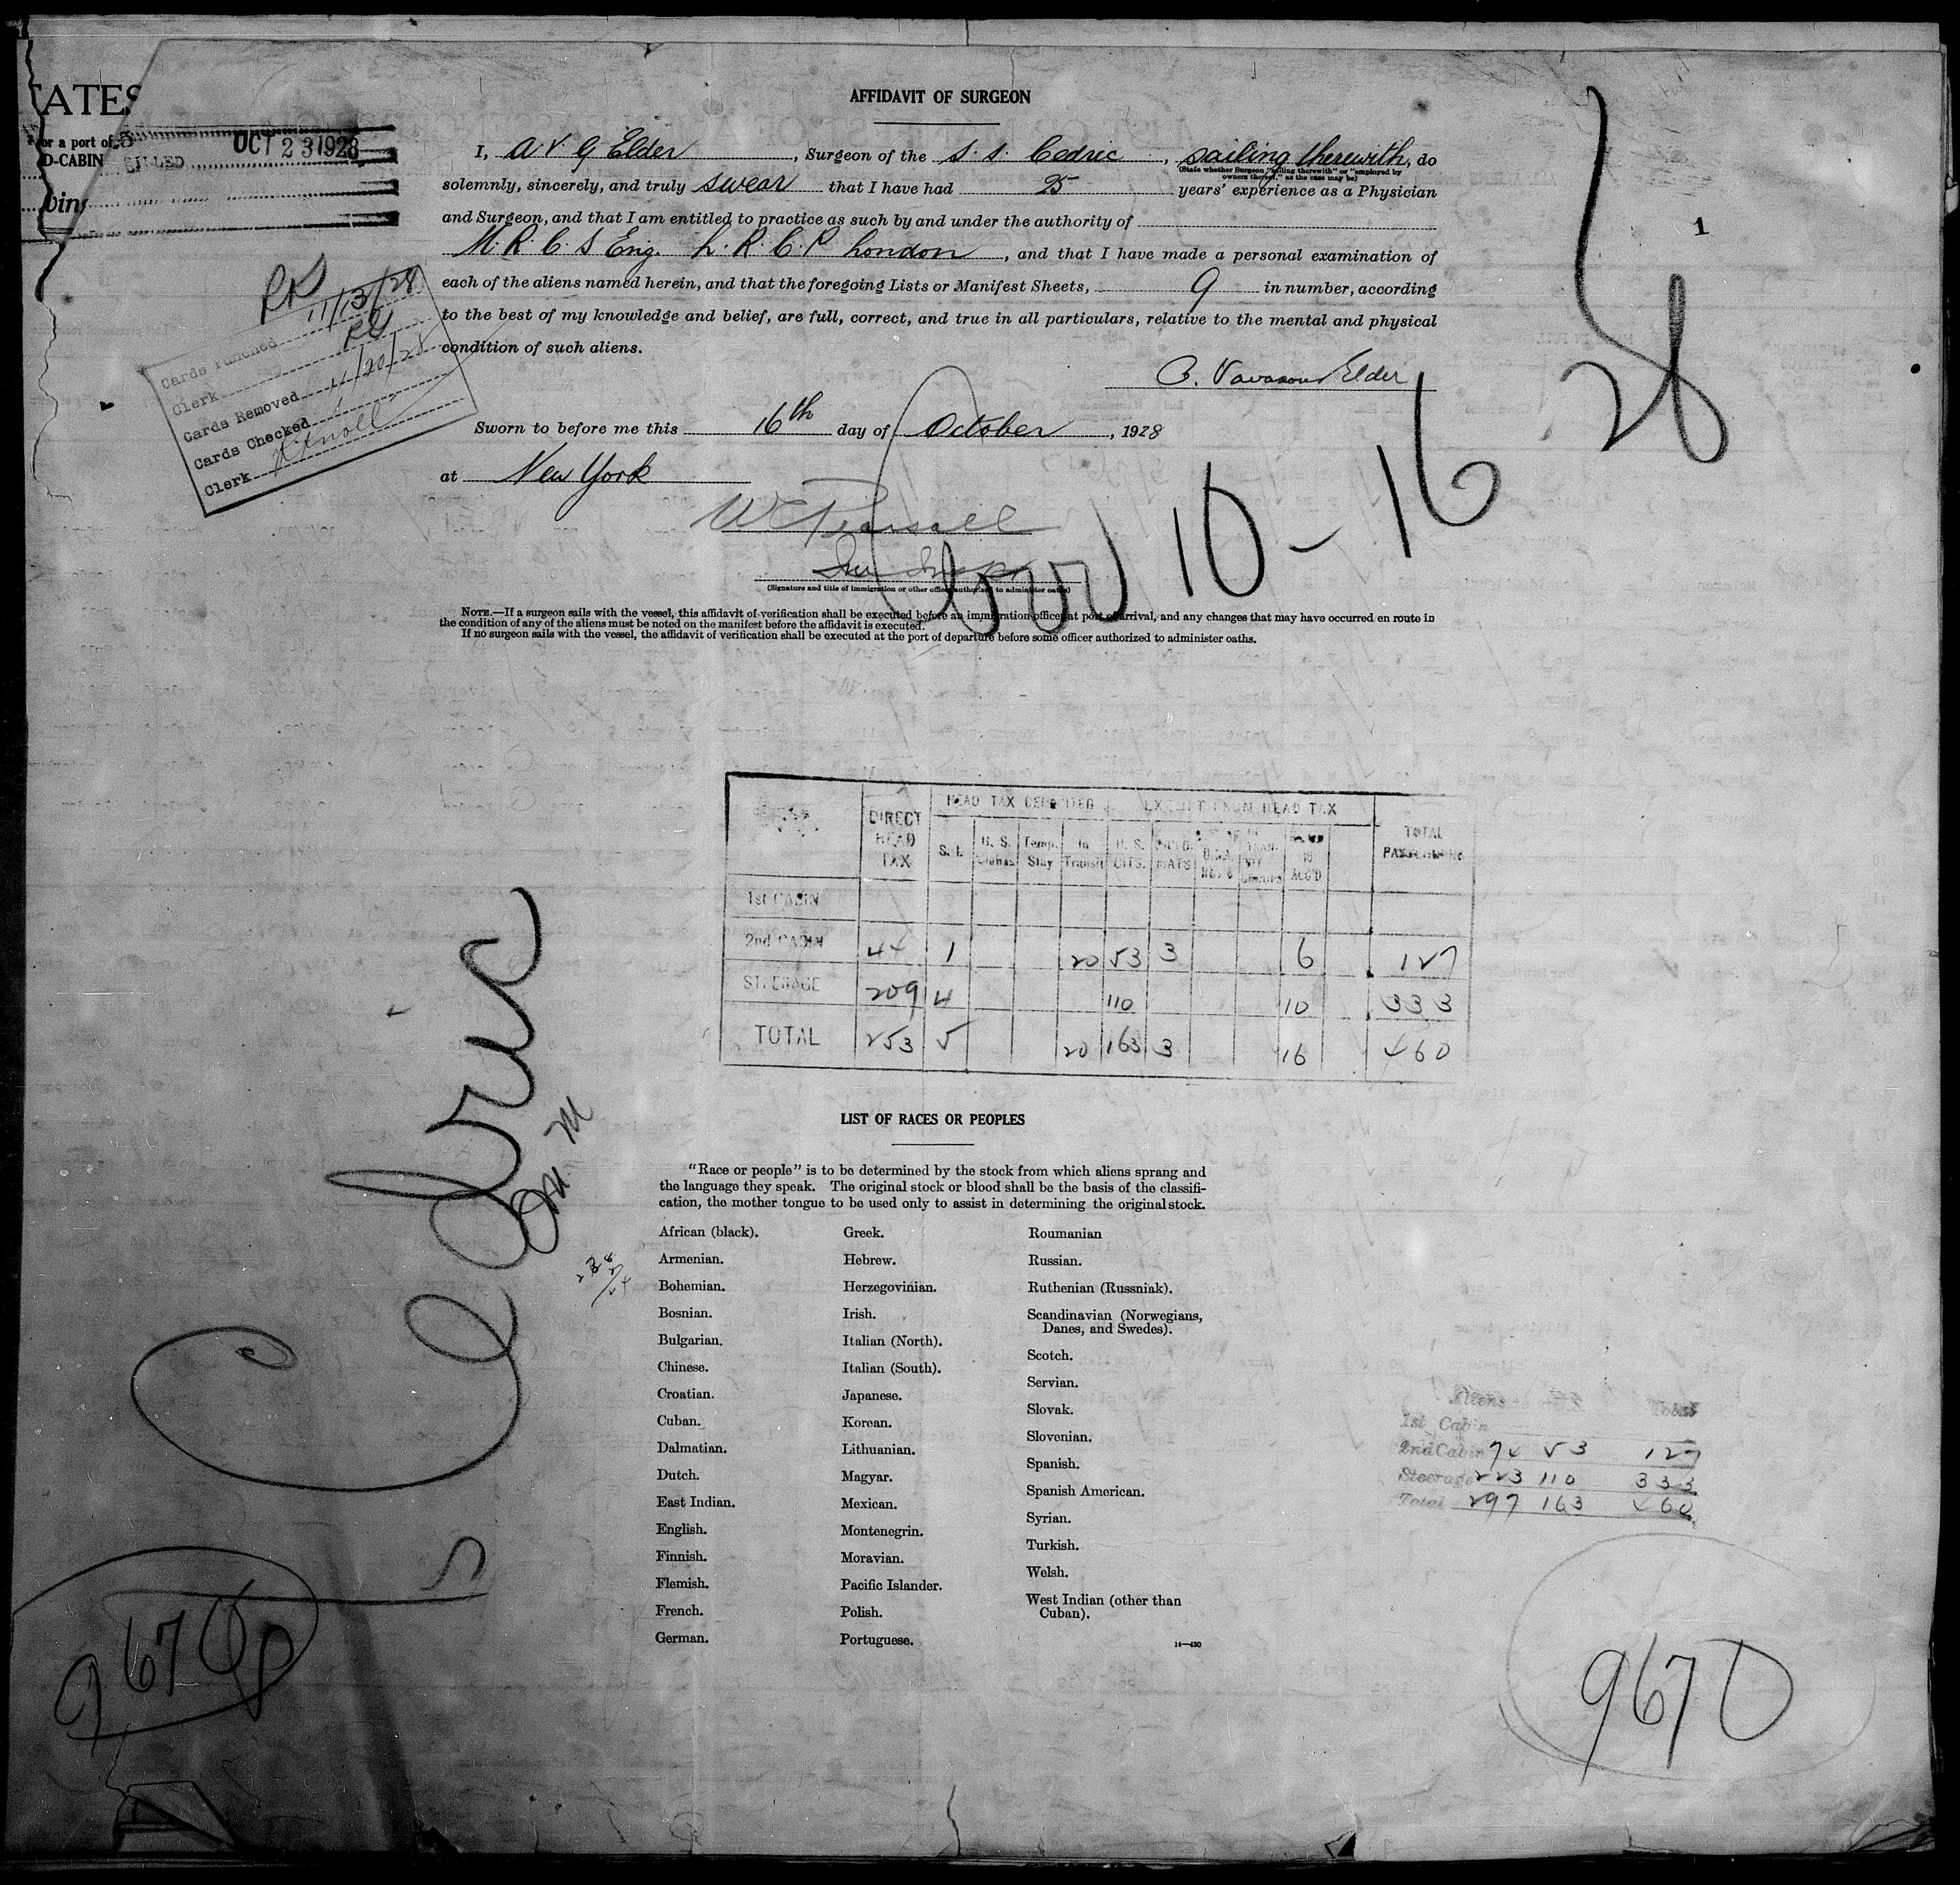 AFFIDAVIT OF SURGEON
TATES
or a port of
D-CABIN
BILLED OCT 23 1928
I, A V. G Elder, Surgeon of the S. S. Cedric, sailing therewith, do
(State whether Surgeon "sailing therewith" or "employed by
owners thereof," as the case may be)
solemnly, sincerely, and truly swear that I have had 25 years' experience as a Physician
and Surgeon, and that I am entitled to practice as such by and under the authority of
M. R. C. S Eng. L. R. C. P London, and that I have made a personal examination of
each of the aliens named herein, and that the foregoing Lists or Manifest Sheets, 9 in number, according
to the best of my knowledge and belief, are full, correct, and true in all particulars, relative to the mental and physical
condition of such aliens.
Vavasour Elder
Sworn to before me this 16th day of October, 1928
at New York
W C Pearsall
(Signature and title of immigration or other officer authorized to administer oaths)
NOTE.—If a surgeon sails with the vessel, this affidavit of verification shall be executed before an immigration officer at port of arrival, and any changes that may have occurred en route in
the condition of any of the aliens must be noted on the manifest before the affidavit is executed.
If no surgeon sails with the vessel, the affidavit of verification shall be executed at the port of departure before some officer authorized to administer oaths.
Cards Punched 11/13/28
Clerk
Cards Removed 11/20/28
Cards Checked
Clerk
1
10-16
28
HEAD TAX DEPOSITED EXEMPT FROM HEAD TAX
DIRECT HEAD TAX S. I. Temp. Stay In Transit U. S. CITS. TOTAL
1st CABIN
2nd CABIN 44 1 20 53 3 6 127
STEERAGE 209 4 110 10 333
TOTAL 253 5 20 163 3 16 460
LIST OF RACES OR PEOPLES
"Race or people" is to be determined by the stock from which aliens sprang and
the language they speak. The original stock or blood shall be the basis of the classifi-
cation, the mother tongue to be used only to assist in determining the original stock.
African (black).
Armenian.
Bohemian.
Bosnian.
Bulgarian.
Chinese.
Croatian.
Cuban.
Dalmatian.
Dutch.
East Indian.
English.
Finnish.
Flemish.
French.
German.
Greek.
Hebrew.
Herzegovinian.
Irish.
Italian (North).
Italian (South).
Japanese.
Korean.
Lithuanian.
Magyar.
Mexican.
Montenegrin.
Moravian.
Pacific Islander.
Polish.
Portuguese.
Roumanian
Russian.
Ruthenian (Russniak).
Scandinavian (Norwegians,
Danes, and Swedes).
Scotch.
Servian.
Slovak.
Slovenian.
Spanish.
Spanish American.
Syrian.
Turkish.
Welsh.
West Indian (other than
Cuban).
14—430
Cedric
Aliens Total
1st Cabin
2nd Cabin 74 53 127
Steerage 223 110 333
Total 297 163 460
9670
9670